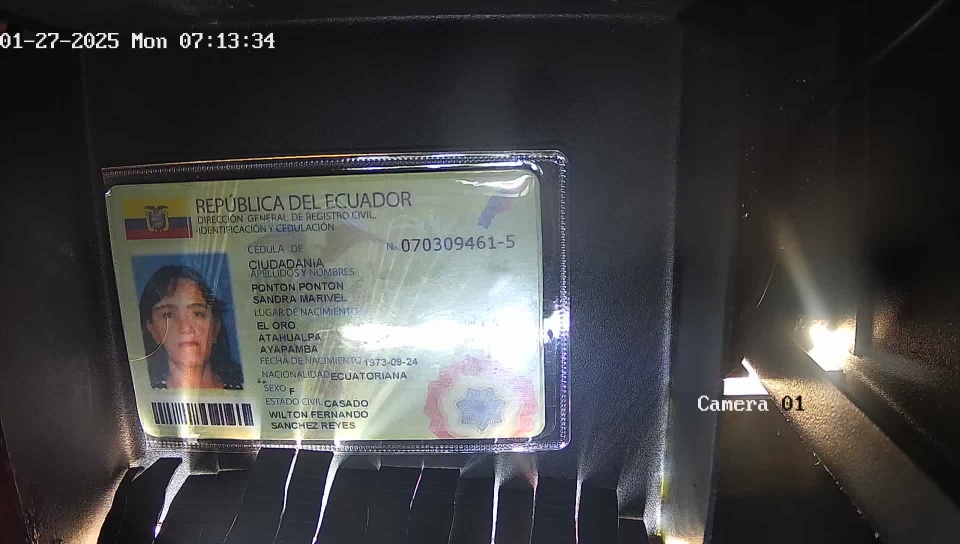 01-27-2025 Mon 07:13:34
REPÚBLICA DEL ECUADOR
DIRECCIÓN GENERAL DE REGISTRO CIVIL,
IDENTIFICACIÓN Y CEDULACIÓN
CÉDULA DE
N. 070309461-5
CIUDADANÍA
APELLIDOS Y NOMBRES
PONTON PONTON
SANDRA MARIVEL
LUGAR DE NACIMIENTO
EL ORO
ATAHUALPA
AYAPAMBA
FECHA DE NACIMIENTO 1973-09-24
NACIONALIDAD ECUATORIANA
SEXO F
ESTADO CIVIL CASADO
WILTON FERNANDO
SANCHEZ REYES
Camera 01